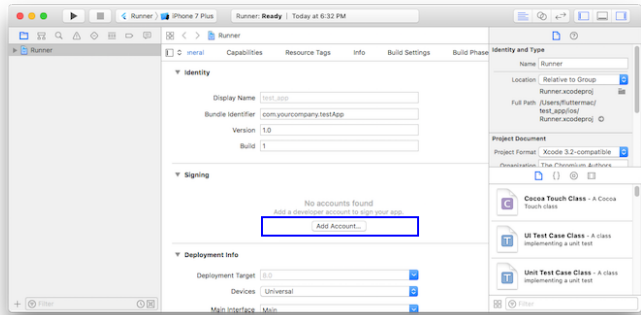 Runner
iPhone 7 Plus
Runner: Ready | Today at 6:32 PM
Runner
Runner
neral
Capabilities
Resource Tags
Info
Build Settings
Build Phase
Identity
Display Name test_app
Bundle Identifier com.yourcompany.testApp
Version 1.0
Build 1
Signing
No accounts found
Add a developer account to sign your app.
Add Account...
Deployment Info
Deployment Target 8.0
Devices Universal
Main Interface Main
Filter
Identity and Type
Name Runner
Location Relative to Group
Runner.xcodeproj
Full Path /Users/fluttermac/
test_app/ios/
Runner.xcodeproj
Project Document
Project Format Xcode 3.2-compatible
Organization The Chromium Authors
C
Cocoa Touch Class - A Cocoa
Touch class
T
UI Test Case Class - A class
implementing a unit test
T
Unit Test Case Class - A class
implementing a unit test
Filter